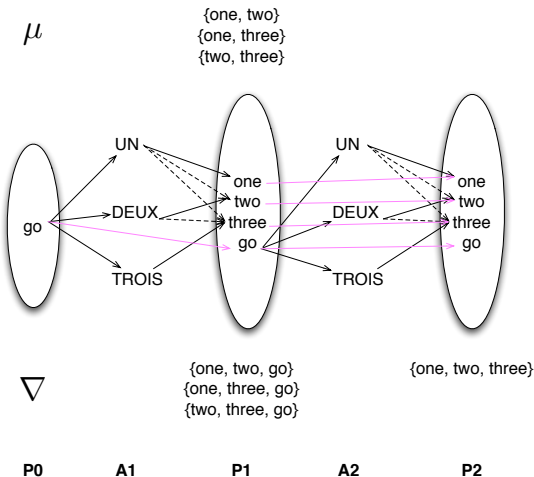 μ
{one, two}
{one, three}
{two, three}
go
UN
DEUX
TROIS
one
two
three
go
UN
DEUX
TROIS
one
two
three
go
∇
{one, two, go}
{one, three, go}
{two, three, go}
{one, two, three}
P0 A1 P1 A2 P2